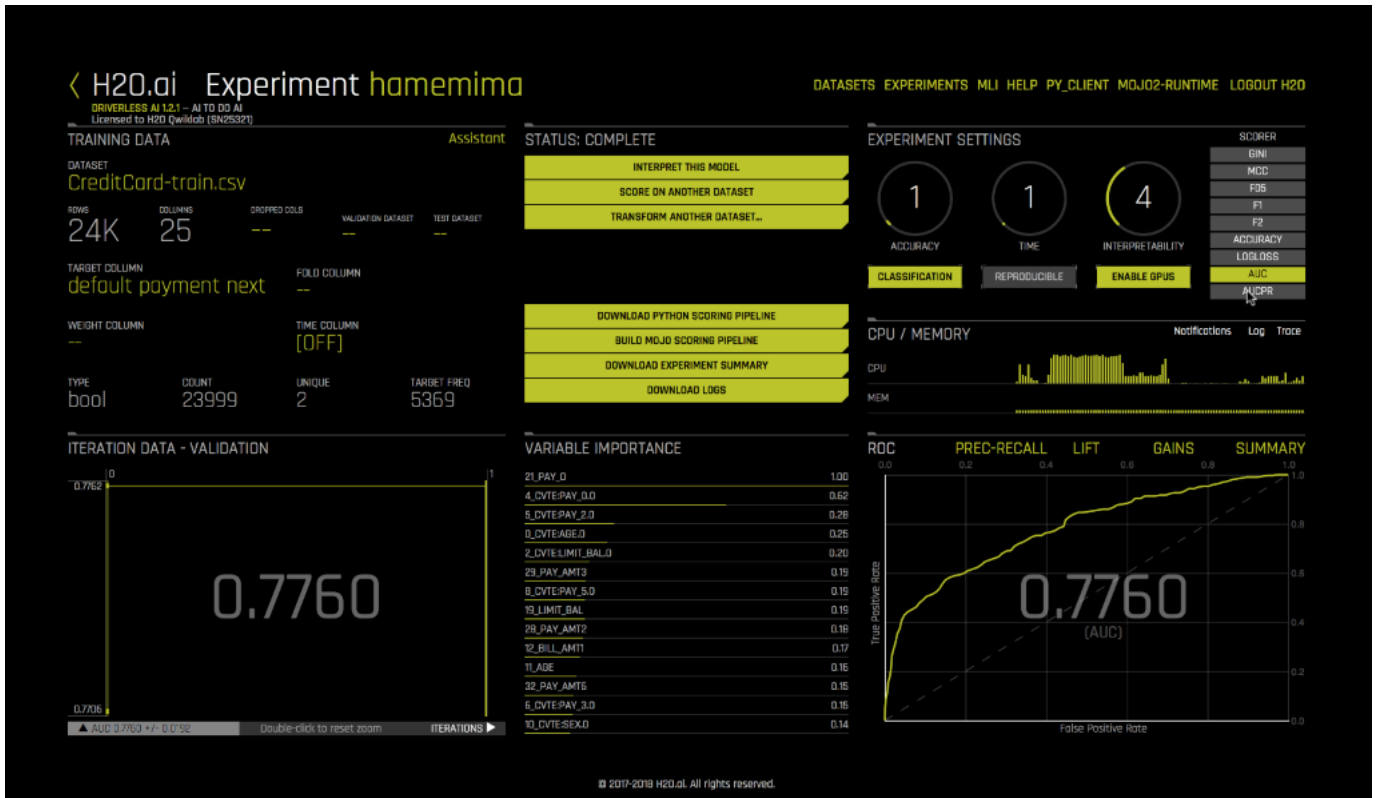 H2O.ai Experiment hamemima
DRIVERLESS AI 1.2.1 – AI TO DO AI
Licensed to H2O Qwiklab (SN25321)
DATASETS EXPERIMENTS MLI HELP PY_CLIENT MOJO2-RUNTIME LOGOUT H2O
TRAINING DATA Assistant
DATASET
CreditCard-train.csv
ROWS COLUMNS DROPPED COLS VALIDATION DATASET TEST DATASET
24K 25 -- -- --
TARGET COLUMN FOLD COLUMN
default payment next --
WEIGHT COLUMN TIME COLUMN
-- [OFF]
TYPE COUNT UNIQUE TARGET FREQ
bool 23999 2 5369
STATUS: COMPLETE
INTERPRET THIS MODEL
SCORE ON ANOTHER DATASET
TRANSFORM ANOTHER DATASET...
DOWNLOAD PYTHON SCORING PIPELINE
BUILD MOJO SCORING PIPELINE
DOWNLOAD EXPERIMENT SUMMARY
DOWNLOAD LOGS
EXPERIMENT SETTINGS
1 1 4
ACCURACY TIME INTERPRETABILITY
CLASSIFICATION REPRODUCIBLE ENABLE GPUS
SCORER
GINI
MCC
F05
F1
F2
ACCURACY
LOGLOSS
AUC
AUCPR
CPU / MEMORY Notifications Log Trace
CPU
MEM
ITERATION DATA - VALIDATION
0 1
0.7762
0.7760
0.7706
AUC 0.7760 +/- 0.0192 Double-click to reset zoom ITERATIONS
VARIABLE IMPORTANCE
21_PAY_0 1.00
4_CVTE:PAY_0.0 0.62
5_CVTE:PAY_2.0 0.28
0_CVTE:AGE.0 0.25
2_CVTE:LIMIT_BAL.0 0.20
29_PAY_AMT3 0.19
8_CVTE:PAY_5.0 0.19
19_LIMIT_BAL 0.19
28_PAY_AMT2 0.18
12_BILL_AMT1 0.17
11_AGE 0.16
32_PAY_AMT6 0.15
6_CVTE:PAY_3.0 0.15
10_CVTE:SEX.0 0.14
ROC PREC-RECALL LIFT GAINS SUMMARY
0.0 0.2 0.4 0.6 0.8 1.0
1.0
0.8
0.6
0.4
0.2
0.0
True Positive Rate
0.7760
(AUC)
False Positive Rate
© 2017-2018 H2O.ai. All rights reserved.